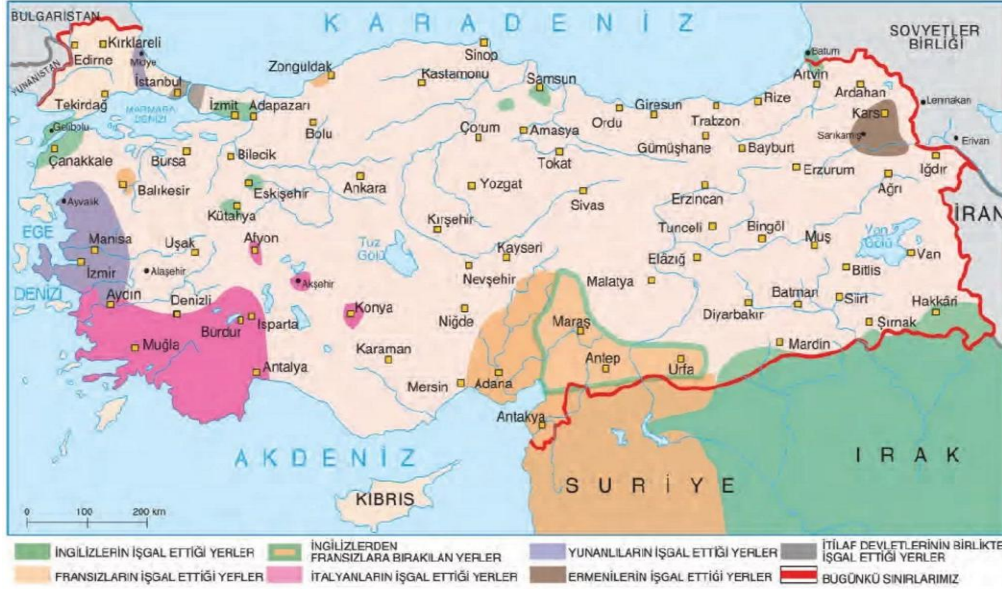 BULGARİSTAN
YUNANİSTAN
KARADENİZ
SOVYETLER
BİRLİĞİ
Kırklareli
Edirne
Midye
İstanbul
Tekirdağ
MARMARA
DENİZİ
Gelibolu
Çanakkale
Zonguldak
Sinop
Kastamonu
Samsun
Batum
Artvin
Ardahan
Leninakan
Kars
Sarıkamış
Erivan
Iğdır
İzmit
Adapazarı
Bolu
Çorum
Amasya
Tokat
Ordu
Giresun
Trabzon
Rize
Gümüşhane
Bayburt
Erzurum
Ağrı
İRAN
Bursa
Bilecik
Balıkesir
Eskişehir
Kütahya
Ankara
Yozgat
Sivas
Erzincan
Tunceli
Bingöl
Muş
Van
Gölü
Van
Bitlis
EGE
DENİZİ
Ayvalık
Manisa
İzmir
Uşak
Alaşehir
Afyon
Akşehir
Tuz
Gölü
Kırşehir
Kayseri
Nevşehir
Malatya
Elâzığ
Diyarbakır
Batman
Siirt
Hakkâri
Şırnak
Mardin
Aydın
Denizli
Burdur
Isparta
Muğla
Antalya
Konya
Karaman
Niğde
Mersin
Adana
Maraş
Antep
Urfa
Antakya
AKDENİZ
KIBRIS
SURİYE
IRAK
0 100 200 km
İNGİLİZLERİN İŞGAL ETTİĞİ YERLER
İNGİLİZLERDEN
FRANSIZLARA BIRAKILAN YERLER
YUNANLILARIN İŞGAL ETTİĞİ YERLER
İTİLAF DEVLETLERİNİN BİRLİKTE
İŞGAL ETTİĞİ YERLER
FRANSIZLARIN İŞGAL ETTİĞİ YERLER
İTALYANLARIN İŞGAL ETTİĞİ YERLER
ERMENİLERİN İŞGAL ETTİĞİ YERLER
BUGÜNKÜ SINIRLARIMIZ